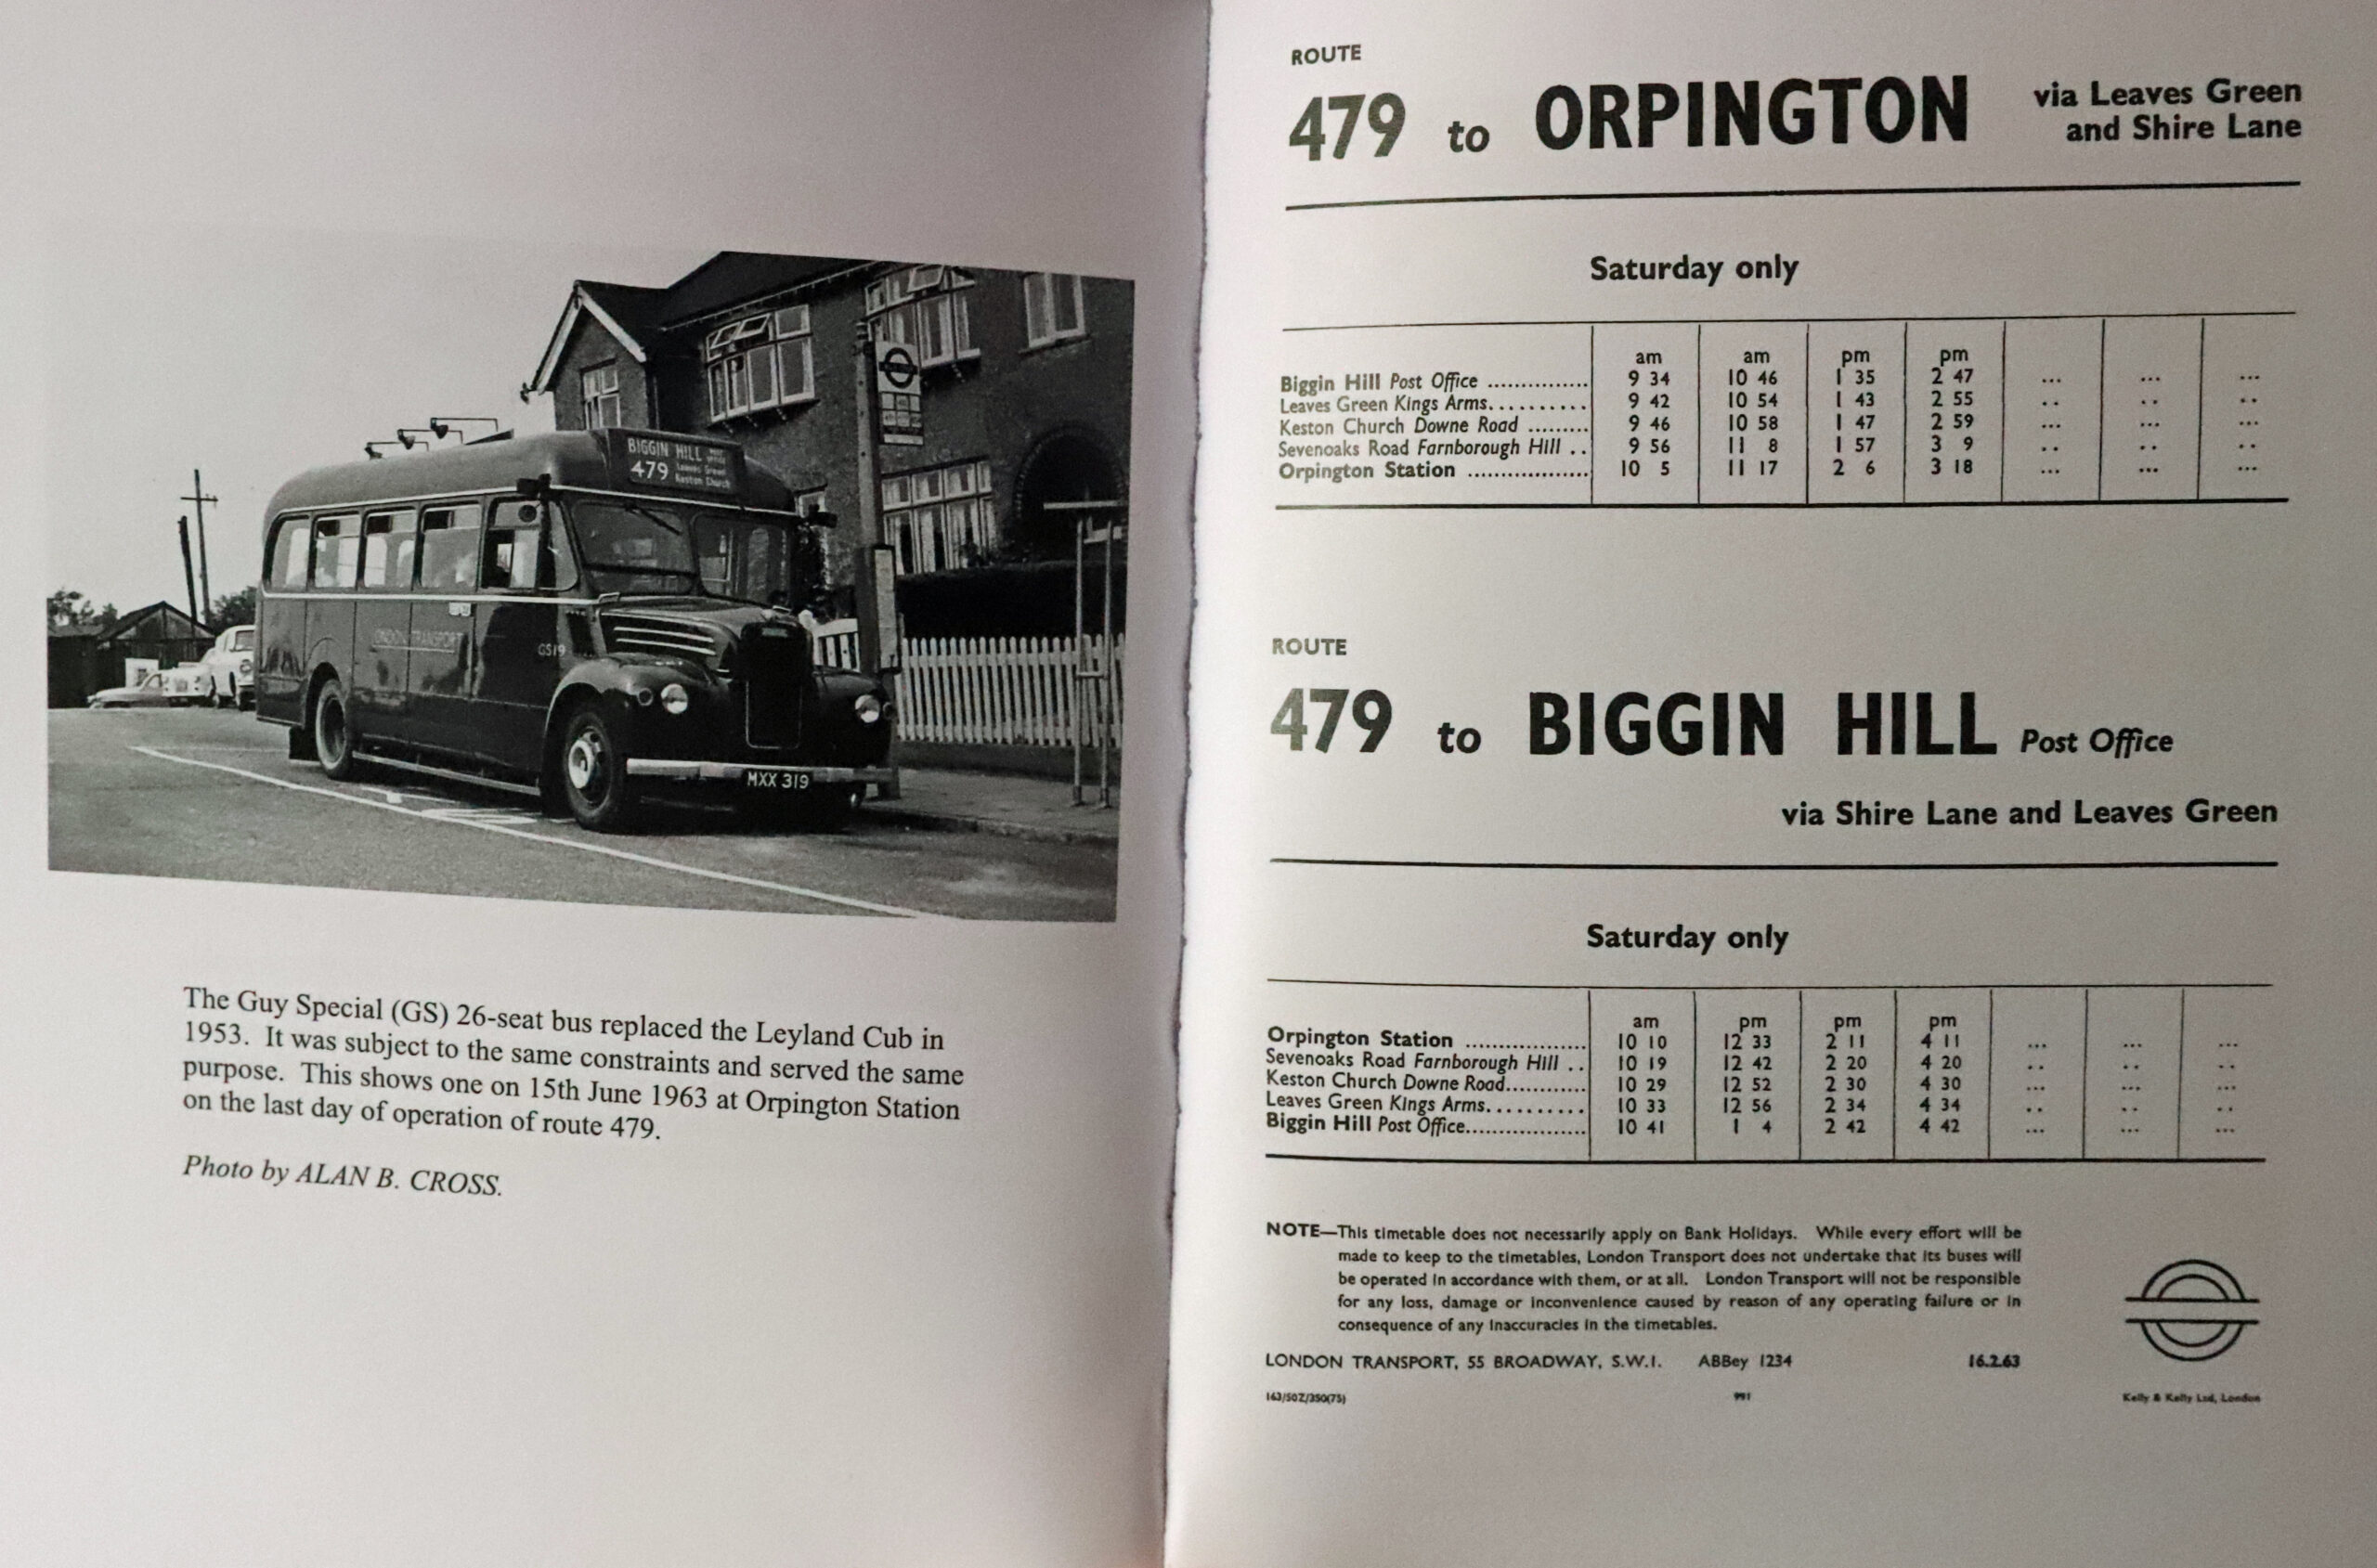 BIGGIN HILL
479 Leaves Green
Keston Church
LONDON TRANSPORT
GS19
MXX 319
The Guy Special (GS) 26-seat bus replaced the Leyland Cub in
1953. It was subject to the same constraints and served the same
purpose. This shows one on 15th June 1963 at Orpington Station
on the last day of operation of route 479.
Photo by ALAN B. CROSS.
ROUTE
479 to ORPINGTON via Leaves Green
and Shire Lane
Saturday only
am am pm pm
Biggin Hill Post Office ............... 9 34 10 46 1 35 2 47 ... ... ...
Leaves Green Kings Arms.......... 9 42 10 54 1 43 2 55 .. .. ..
Keston Church Downe Road ......... 9 46 10 58 1 47 2 59 ... ... ...
Sevenoaks Road Farnborough Hill .. 9 56 11 8 1 57 3 9 .. .. ..
Orpington Station .................. 10 5 11 17 2 6 3 18 ... ... ...
ROUTE
479 to BIGGIN HILL Post Office
via Shire Lane and Leaves Green
Saturday only
am pm pm pm
Orpington Station .................. 10 10 12 33 2 11 4 11 ... ... ...
Sevenoaks Road Farnborough Hill .. 10 19 12 42 2 20 4 20 .. .. ..
Keston Church Downe Road............ 10 29 12 52 2 30 4 30 ... ... ...
Leaves Green Kings Arms.......... 10 33 12 56 2 34 4 34 .. .. ..
Biggin Hill Post Office................... 10 41 1 4 2 42 4 42 ... ... ...
NOTE—This timetable does not necessarily apply on Bank Holidays. While every effort will be
made to keep to the timetables, London Transport does not undertake that its buses will
be operated in accordance with them, or at all. London Transport will not be responsible
for any loss, damage or inconvenience caused by reason of any operating failure or in
consequence of any inaccuracies in the timetables.
LONDON TRANSPORT, 55 BROADWAY, S.W.1. ABBey 1234 16.2.63
163/50Z/350(75) 991 Kelly & Kelly Ltd, London